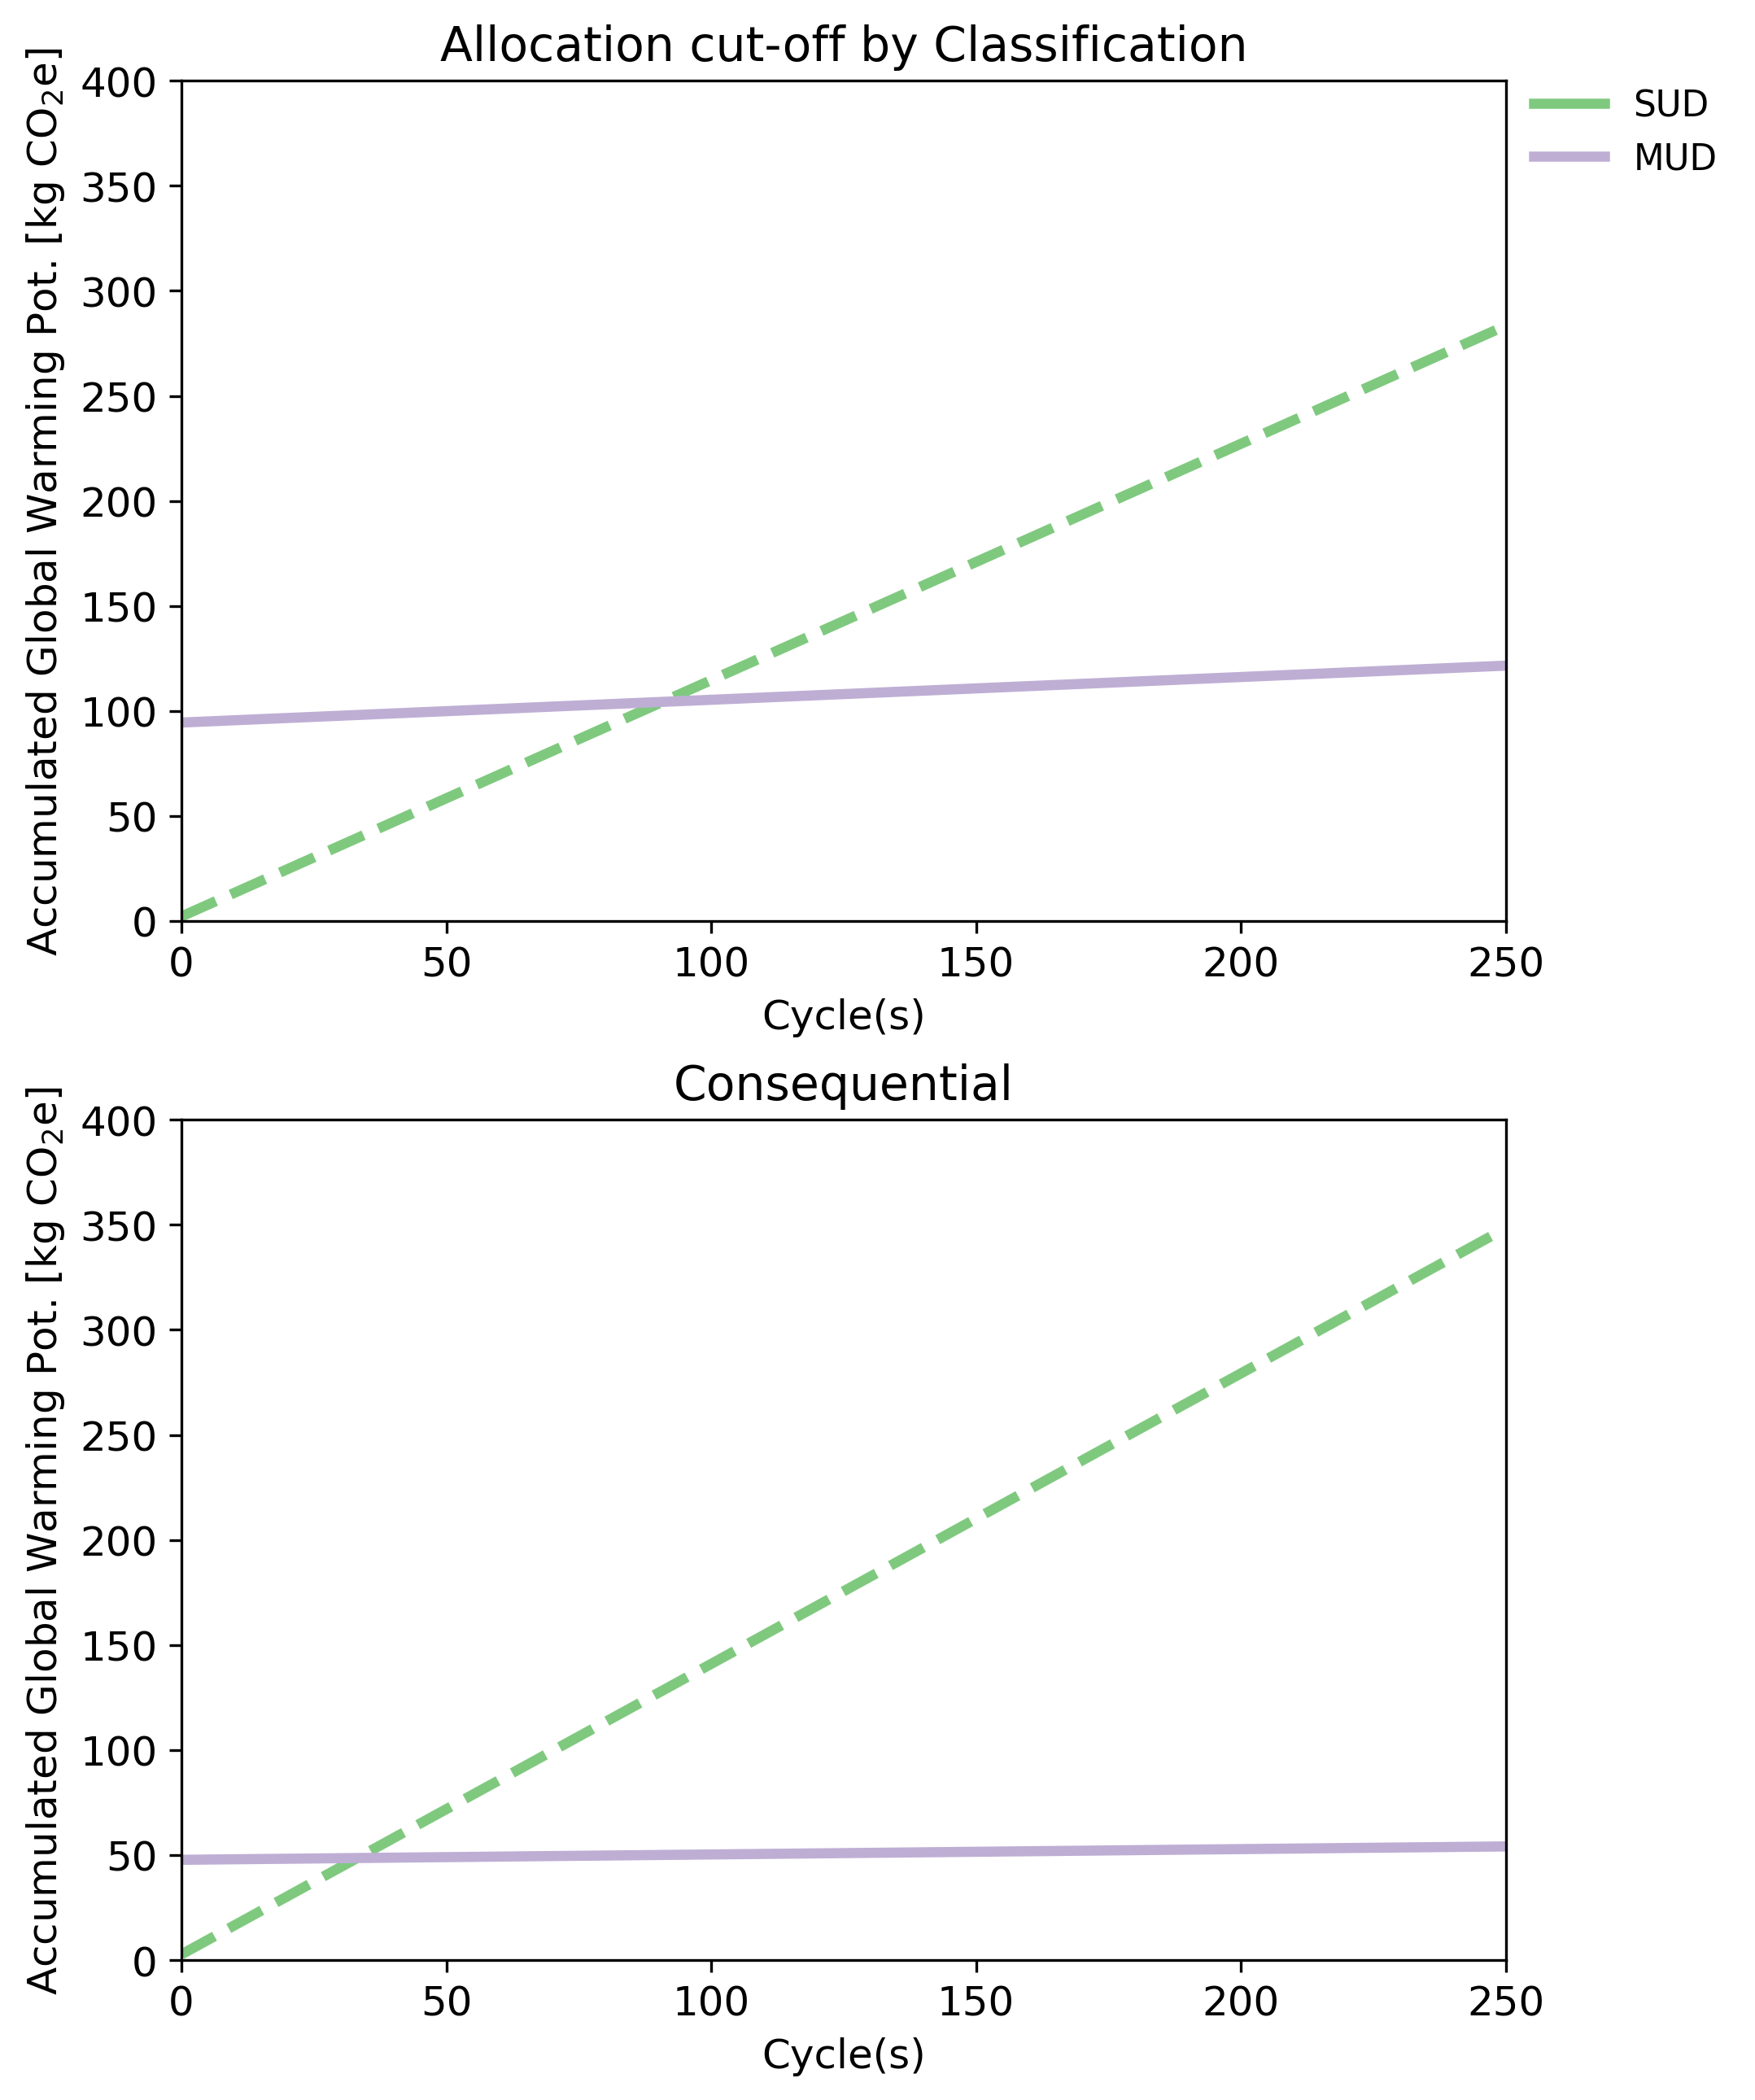 Allocation cut-off by Classification
Accumulated Global Warming Pot. [kg CO₂e]
400
350
300
250
200
150
100
50
0
0 50 100 150 200 250
Cycle(s)
SUD
MUD
Consequential
Accumulated Global Warming Pot. [kg CO₂e]
400
350
300
250
200
150
100
50
0
0 50 100 150 200 250
Cycle(s)